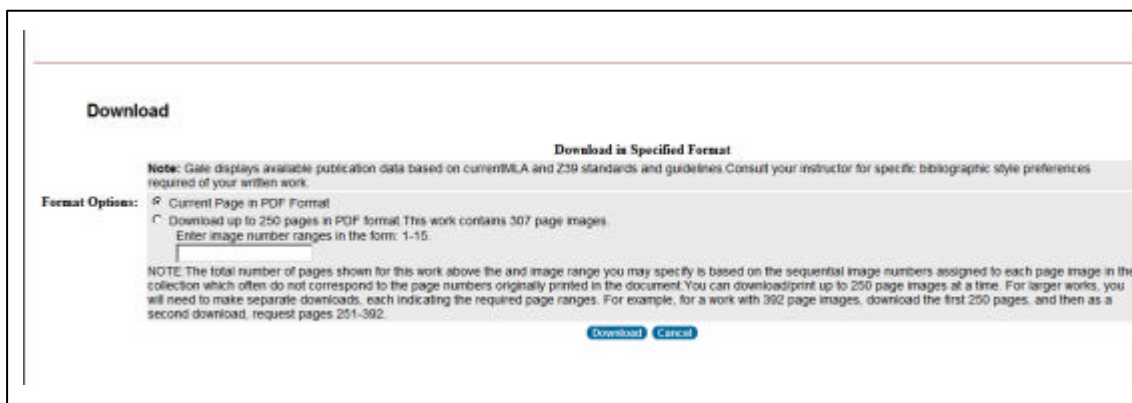 Download
Download in Specified Format
Note: Gale displays available publication data based on currentMLA and Z39 standards and guidelines.Consult your instructor for specific bibliographic style preferences
required of your written work.
Format Options: Current Page in PDF Format
Download up to 250 pages in PDF format.This work contains 307 page images.
Enter image number ranges in the form: 1-15.
NOTE:The total number of pages shown for this work above the and image range you may specify is based on the sequential image numbers assigned to each page image in the
collection which often do not correspond to the page numbers originally printed in the document.You can download/print up to 250 page images at a time. For larger works, you
will need to make separate downloads, each indicating the required page ranges. For example, for a work with 392 page images, download the first 250 pages, and then as a
second download, request pages 251-392.
Download Cancel